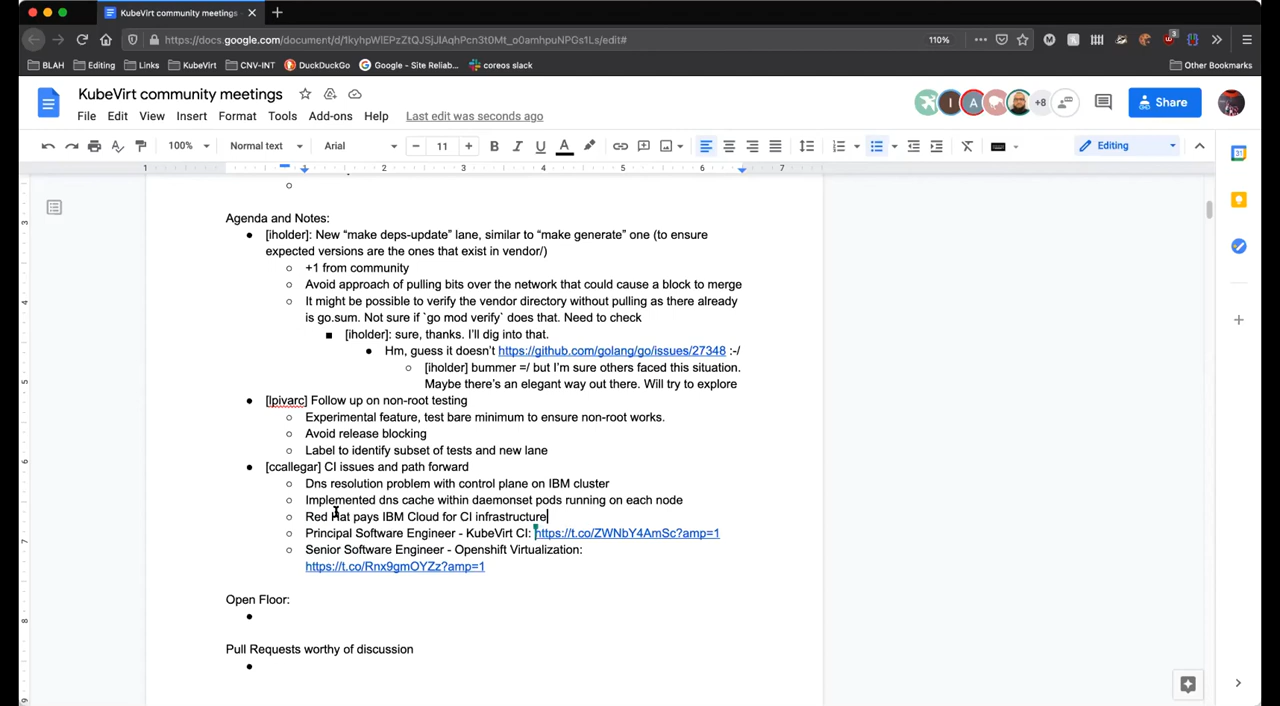 KubeVirt community meetings
https://docs.google.com/document/d/1kyhpWlEPzZtQJSjJlAqhPcn3t0Mt_o0arnhpuNPGs1Ls/edit#
110%
BLAH Editing Links KubeVirt CNV-INT DuckDuckGo Google - Site Reliab... coreos slack Other Bookmarks
KubeVirt community meetings
+8
Share
File Edit View Insert Format Tools Add-ons Help Last edit was seconds ago
100% Normal text Arial 11 B I U A Editing
1 1 2 3 4 5 6 7
Agenda and Notes:
[iholder]: New “make deps-update” lane, similar to “make generate” one (to ensure
expected versions are the ones that exist in vendor/)
+1 from community
Avoid approach of pulling bits over the network that could cause a block to merge
It might be possible to verify the vendor directory without pulling as there already
is go.sum. Not sure if `go mod verify` does that. Need to check
[iholder]: sure, thanks. I’ll dig into that.
Hm, guess it doesn’t https://github.com/golang/go/issues/27348 :-/
[iholder] bummer =/ but I’m sure others faced this situation.
Maybe there’s an elegant way out there. Will try to explore
[lpivarc] Follow up on non-root testing
Experimental feature, test bare minimum to ensure non-root works.
Avoid release blocking
Label to identify subset of tests and new lane
[ccallegar] CI issues and path forward
Dns resolution problem with control plane on IBM cluster
Implemented dns cache within daemonset pods running on each node
Red Hat pays IBM Cloud for CI infrastructure
Principal Software Engineer - KubeVirt CI: https://t.co/ZWNbY4AmSc?amp=1
Senior Software Engineer - Openshift Virtualization:
https://t.co/Rnx9gmOYZz?amp=1
Open Floor:
Pull Requests worthy of discussion